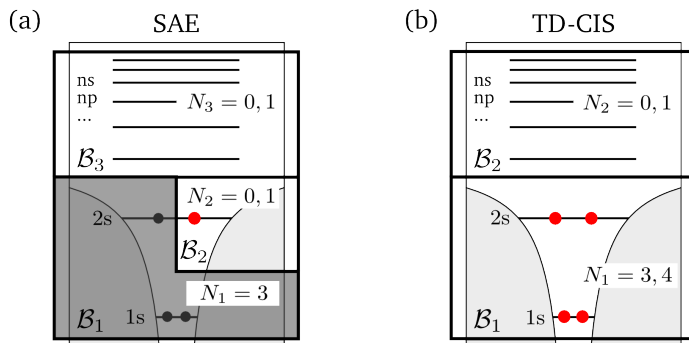 (a) SAE
ns
np
...
N₃ = 0, 1
ℬ₃
N₂ = 0, 1
2s
ℬ₂
N₁ = 3
ℬ₁
1s
(b) TD-CIS
ns
np
...
N₂ = 0, 1
ℬ₂
2s
N₁ = 3, 4
ℬ₁
1s